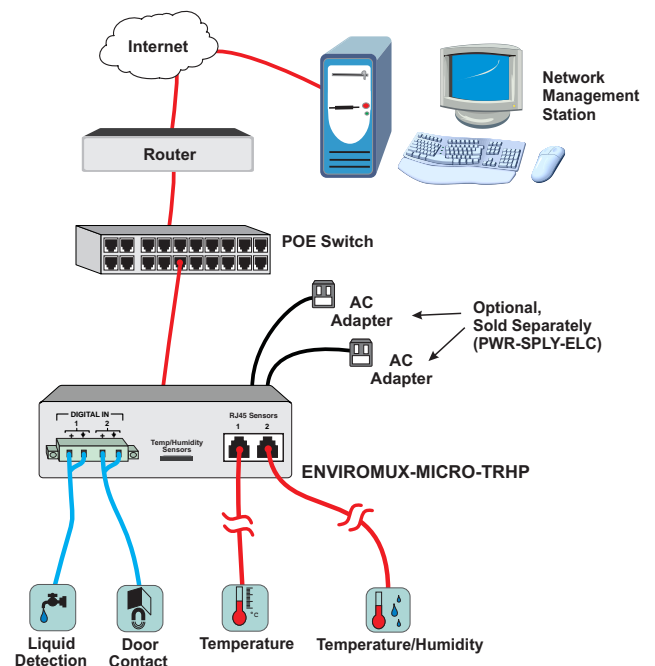 Internet
Network
Management
Station
Router
POE Switch
AC
Adapter
Optional,
Sold Separately
(PWR-SPLY-ELC)
AC
Adapter
DIGITAL IN
1 2
+ +
Temp/Humidity
Sensors
RJ45 Sensors
1 2
ENVIROMUX-MICRO-TRHP
°C
Liquid
Detection
Door
Contact
Temperature
Temperature/Humidity